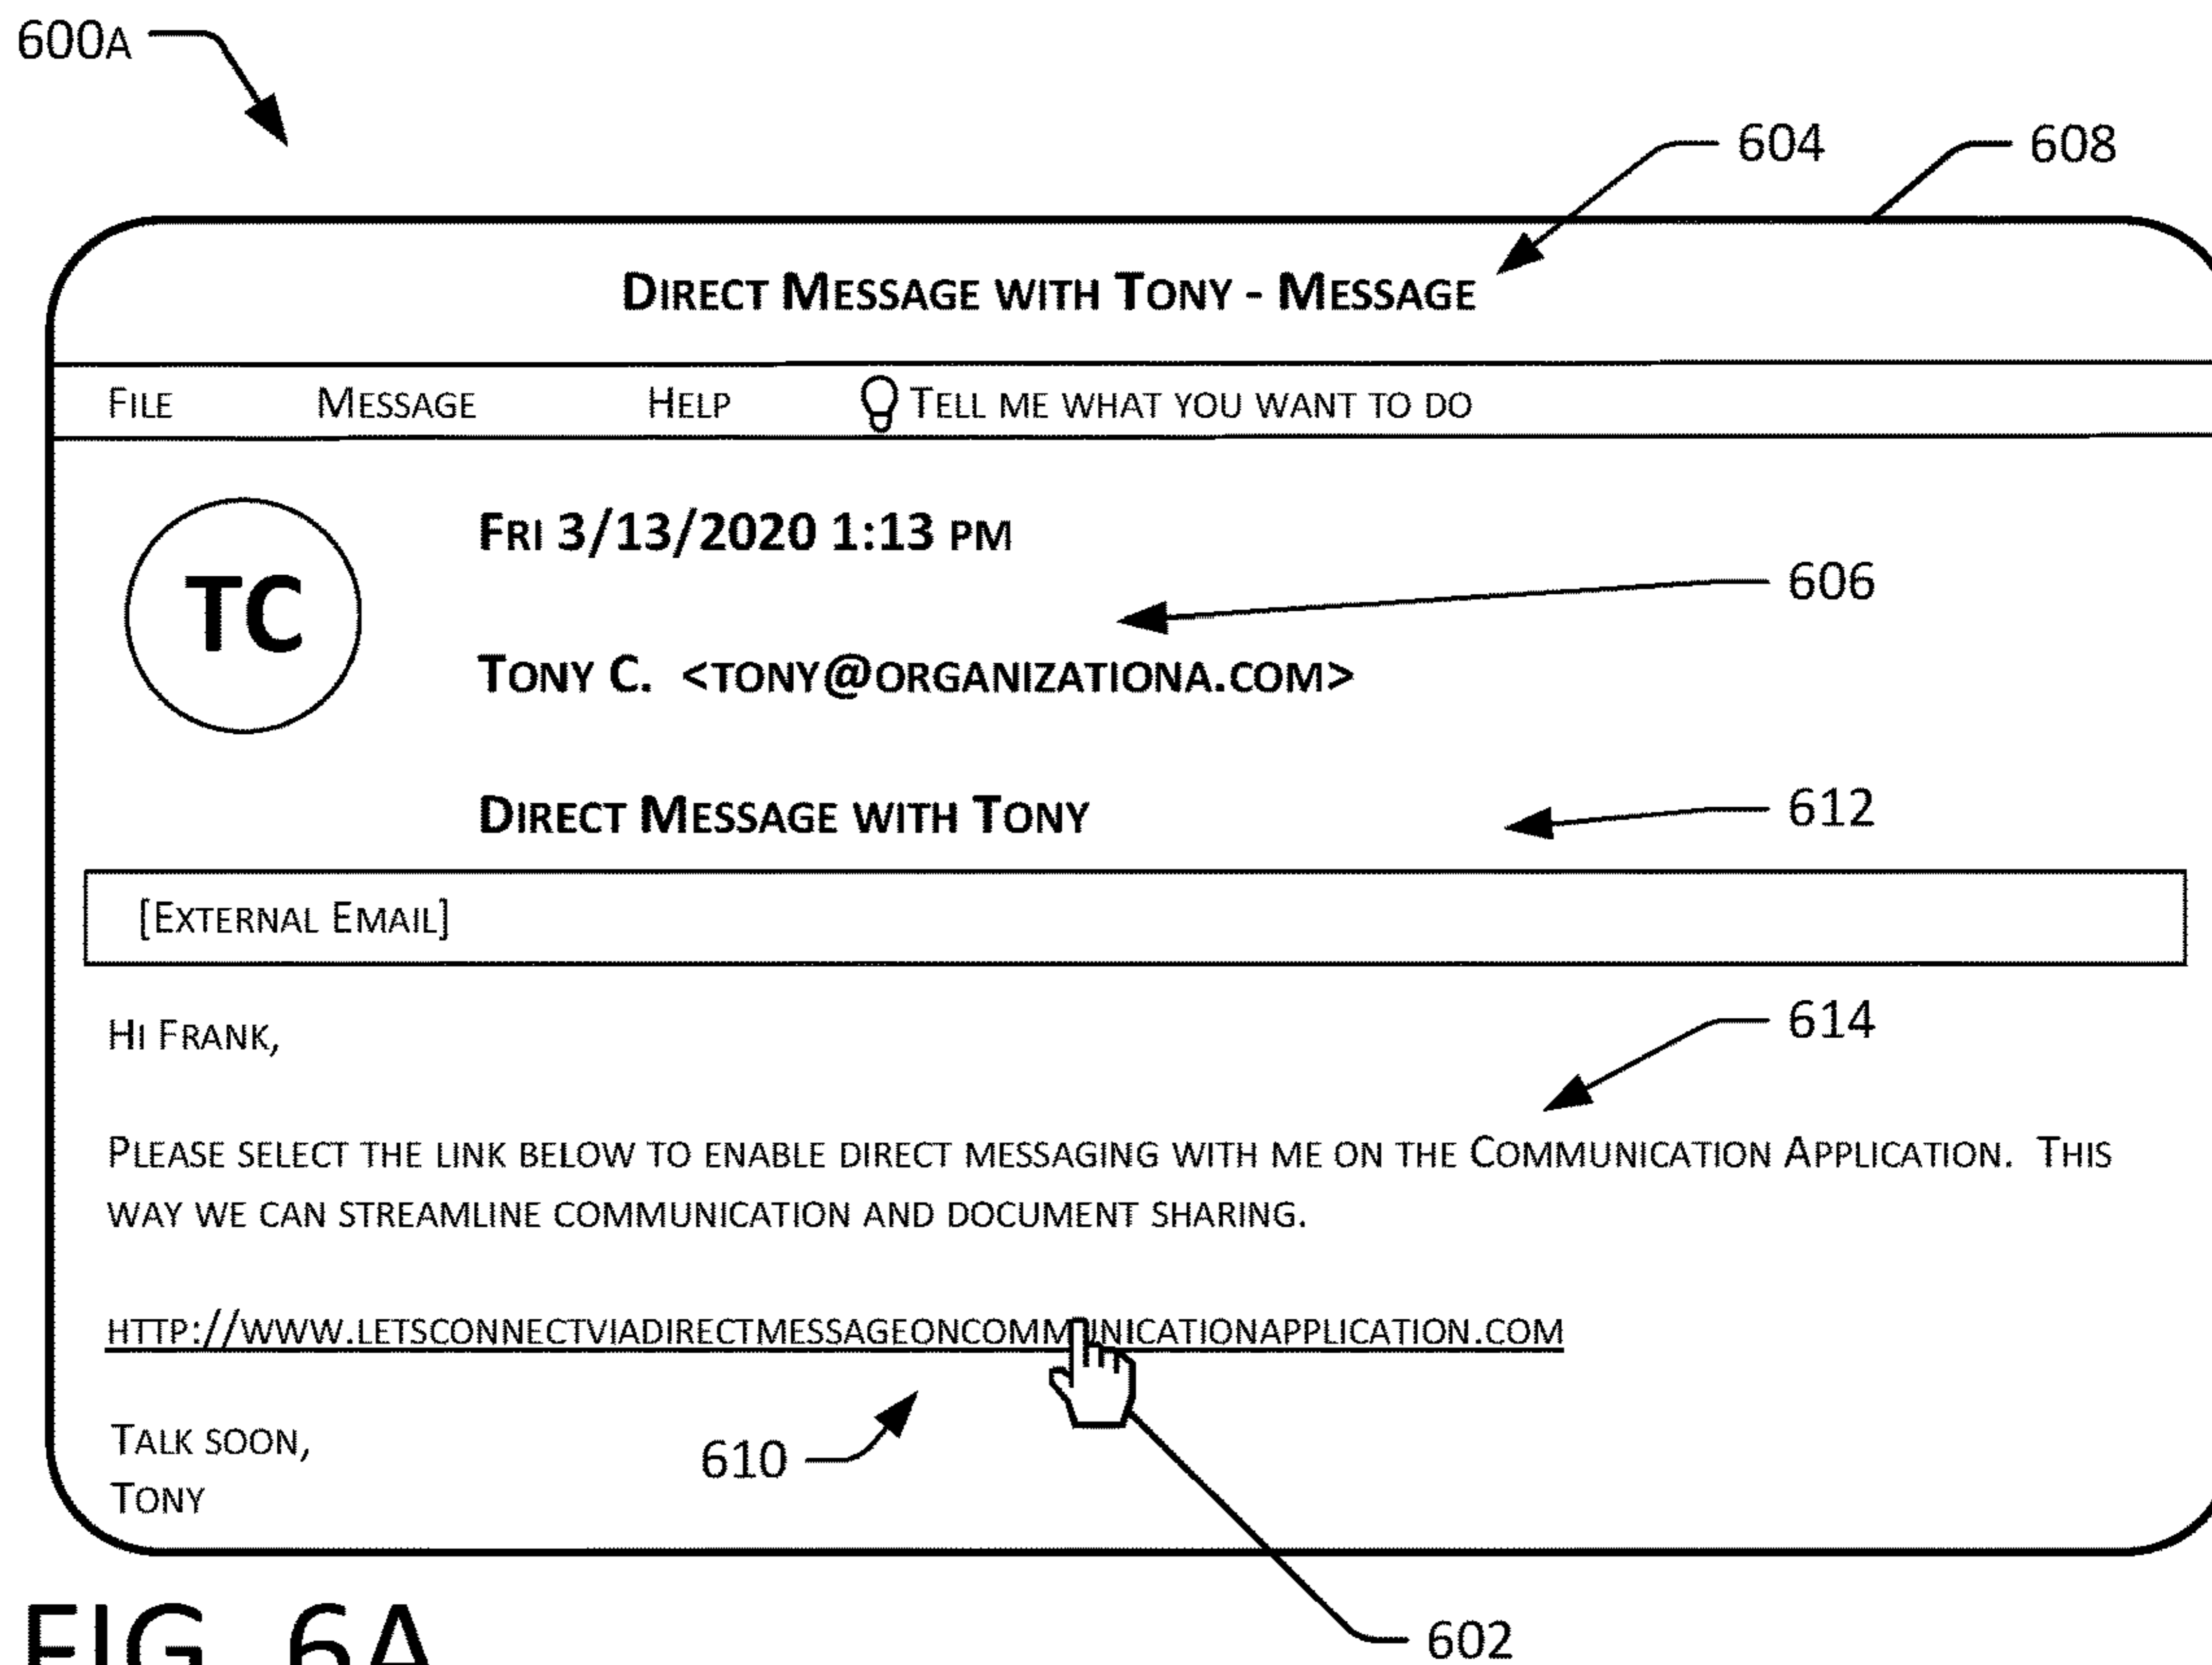 600A
604
608
Direct Message with Tony - Message
File Message Help Tell me what you want to do
TC
Fri 3/13/2020 1:13 pm
606
Tony C. <tony@organizationa.com>
Direct Message with Tony
612
[External Email]
Hi Frank,
614
Please select the link below to enable direct messaging with me on the Communication Application. This
way we can streamline communication and document sharing.
http://www.letsconnectviadirectmessageoncommunicationapplication.com
610
Talk soon,
Tony
602
FIG. 6A